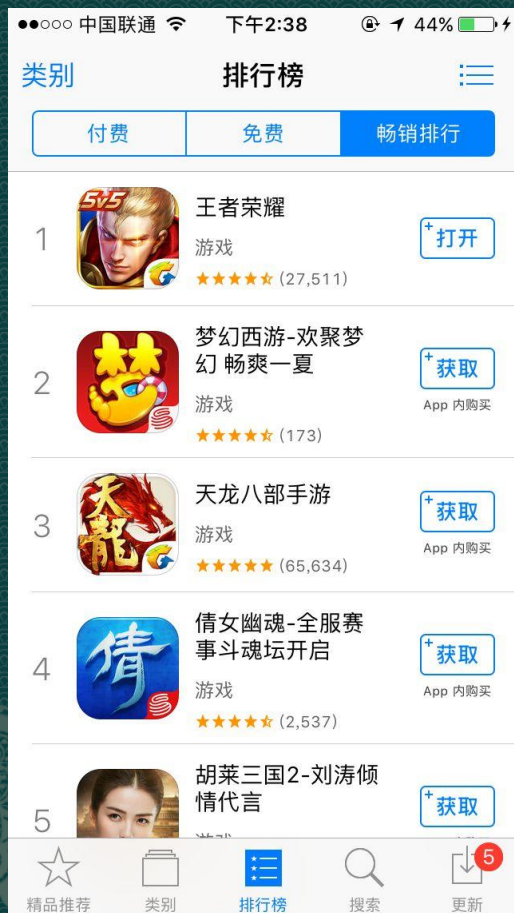 中国联通 下午2:38 44%
类别 排行榜
付费 免费 畅销排行
1
5v5
王者荣耀
游戏
(27,511)
打开
2
梦
梦幻西游-欢聚梦
幻 畅爽一夏
游戏
(173)
获取
App 内购买
3
天龍
天龙八部手游
游戏
(65,634)
获取
App 内购买
4
倩
倩女幽魂-全服赛
事斗魂坛开启
游戏
(2,537)
获取
App 内购买
5
胡莱三国2-刘涛倾
情代言
获取
5
精品推荐 类别 排行榜 搜索 更新